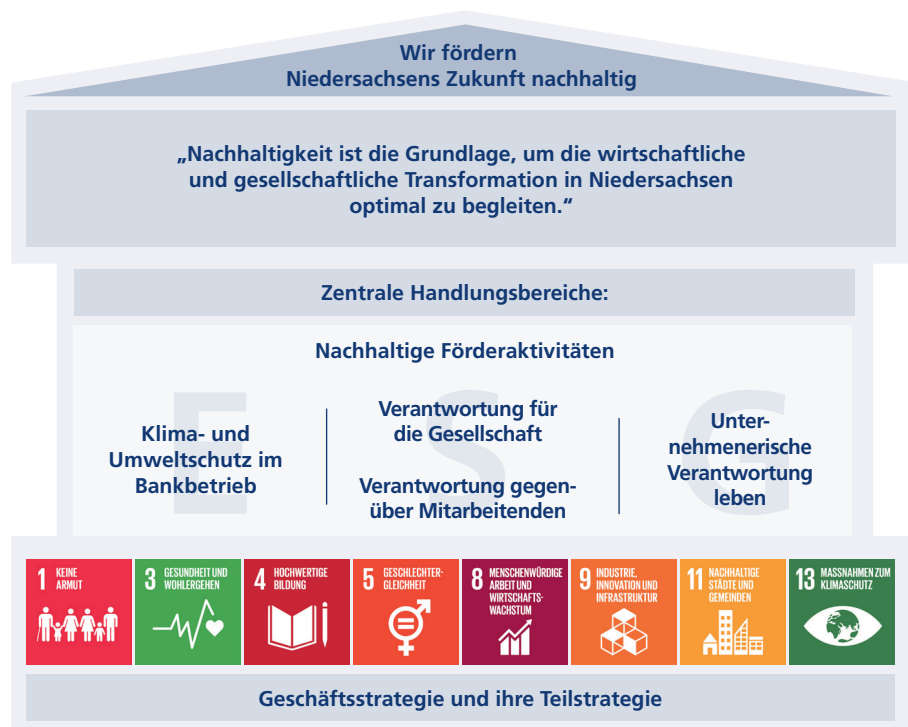 Wir fördern
Niedersachsens Zukunft nachhaltig
„Nachhaltigkeit ist die Grundlage, um die wirtschaftliche
und gesellschaftliche Transformation in Niedersachsen
optimal zu begleiten.“
Zentrale Handlungsbereiche:
Nachhaltige Förderaktivitäten
E
Klima- und
Umweltschutz im
Bankbetrieb
S
Verantwortung für
die Gesellschaft
Verantwortung gegen-
über Mitarbeitenden
G
Unter-
nehmenerische
Verantwortung
leben
1 KEINE
ARMUT
3 GESUNDHEIT UND
WOHLERGEHEN
4 HOCHWERTIGE
BILDUNG
5 GESCHLECHTER-
GLEICHHEIT
8 MENSCHENWÜRDIGE
ARBEIT UND
WIRTSCHAFTS-
WACHSTUM
9 INDUSTRIE,
INNOVATION UND
INFRASTRUKTUR
11 NACHHALTIGE
STÄDTE UND
GEMEINDEN
13 MASSNAHMEN ZUM
KLIMASCHUTZ
Geschäftsstrategie und ihre Teilstrategie